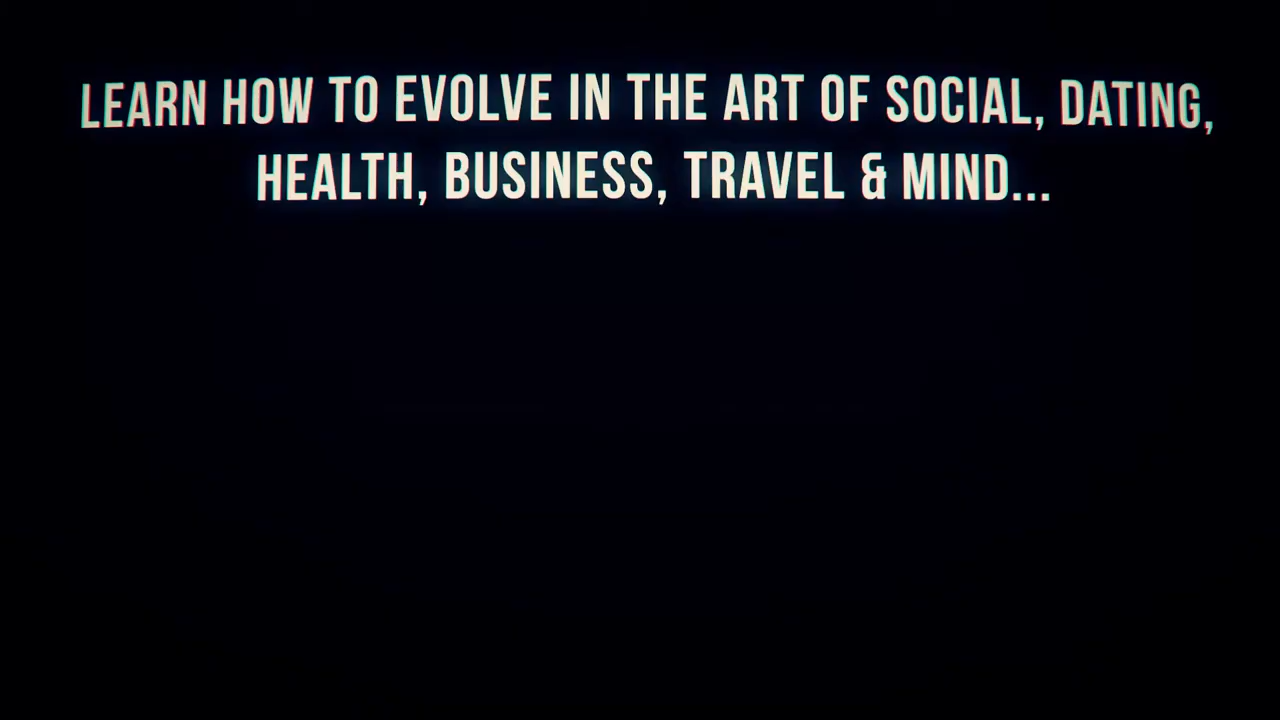 LEARN HOW TO EVOLVE IN THE ART OF SOCIAL, DATING,
HEALTH, BUSINESS, TRAVEL & MIND...